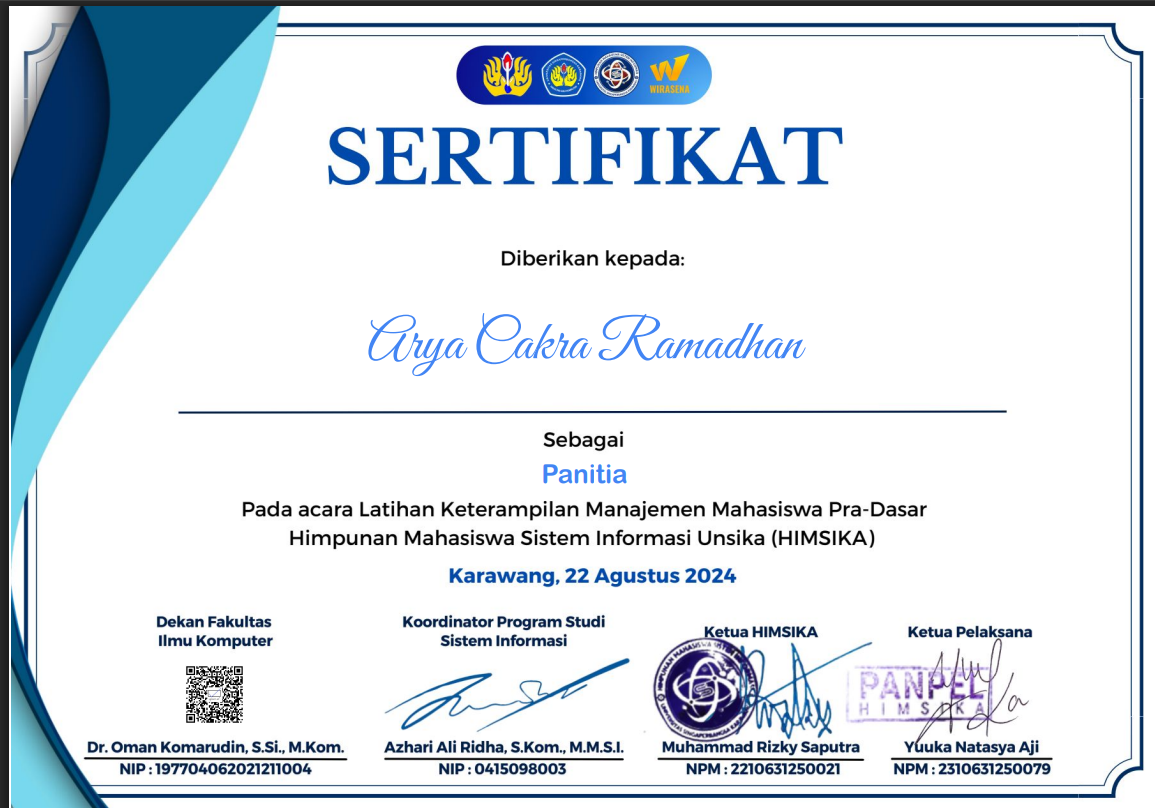 WIRASENA
SERTIFIKAT
Diberikan kepada:
Arya Cakra Ramadhan
Sebagai
Panitia
Pada acara Latihan Keterampilan Manajemen Mahasiswa Pra-Dasar
Himpunan Mahasiswa Sistem Informasi Unsika (HIMSIKA)
Karawang, 22 Agustus 2024
Dekan Fakultas
Ilmu Komputer
Dr. Oman Komarudin, S.Si., M.Kom.
NIP : 197704062021211004
Koordinator Program Studi
Sistem Informasi
Azhari Ali Ridha, S.Kom., M.M.S.I.
NIP : 0415098003
Ketua HIMSIKA
Muhammad Rizky Saputra
NPM : 2210631250021
Ketua Pelaksana
PANPEL
HIMSIKA
Yuuka Natasya Aji
NPM : 2310631250079